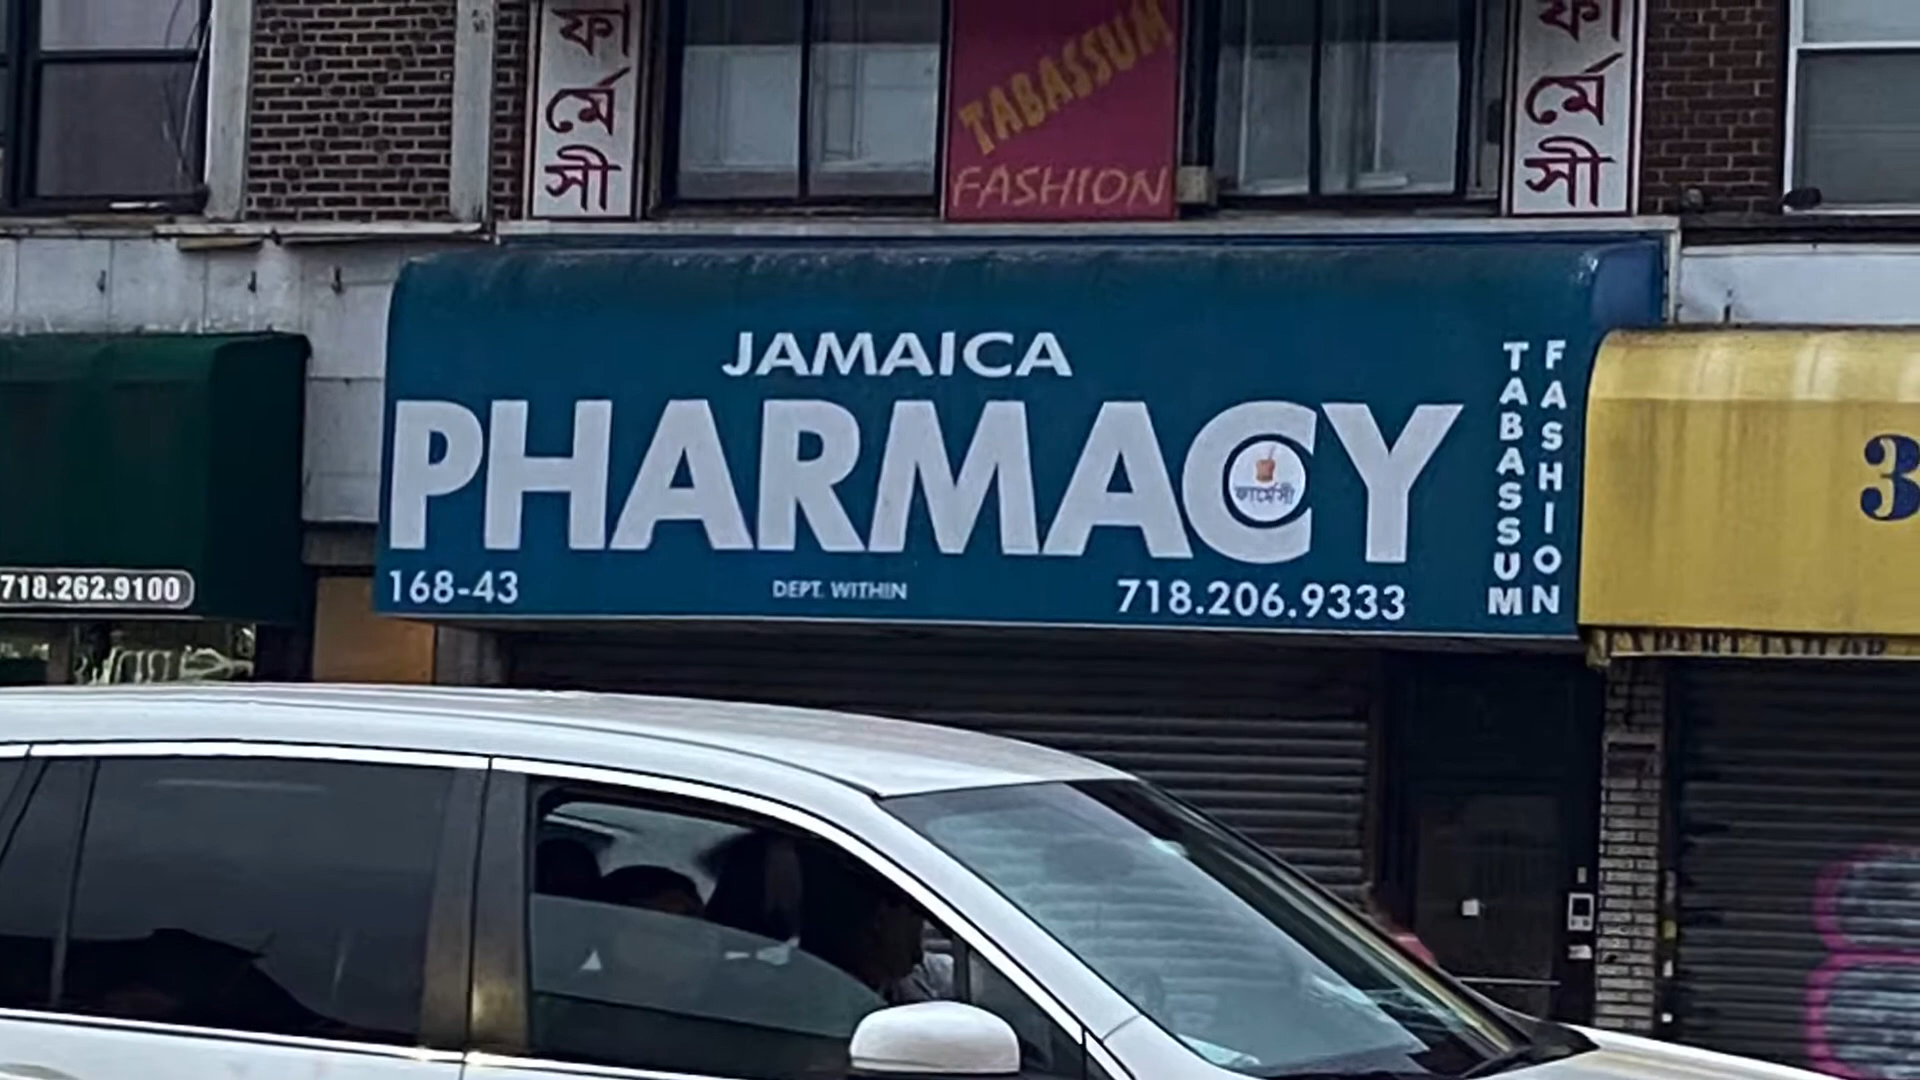 ফার্মেসী
TABASSUM
FASHION
ফার্মেসী
JAMAICA
PHARMACY
ফার্মেসী
168-43
DEPT. WITHIN
718.206.9333
TABASSUM
FASHION
718.262.9100
3